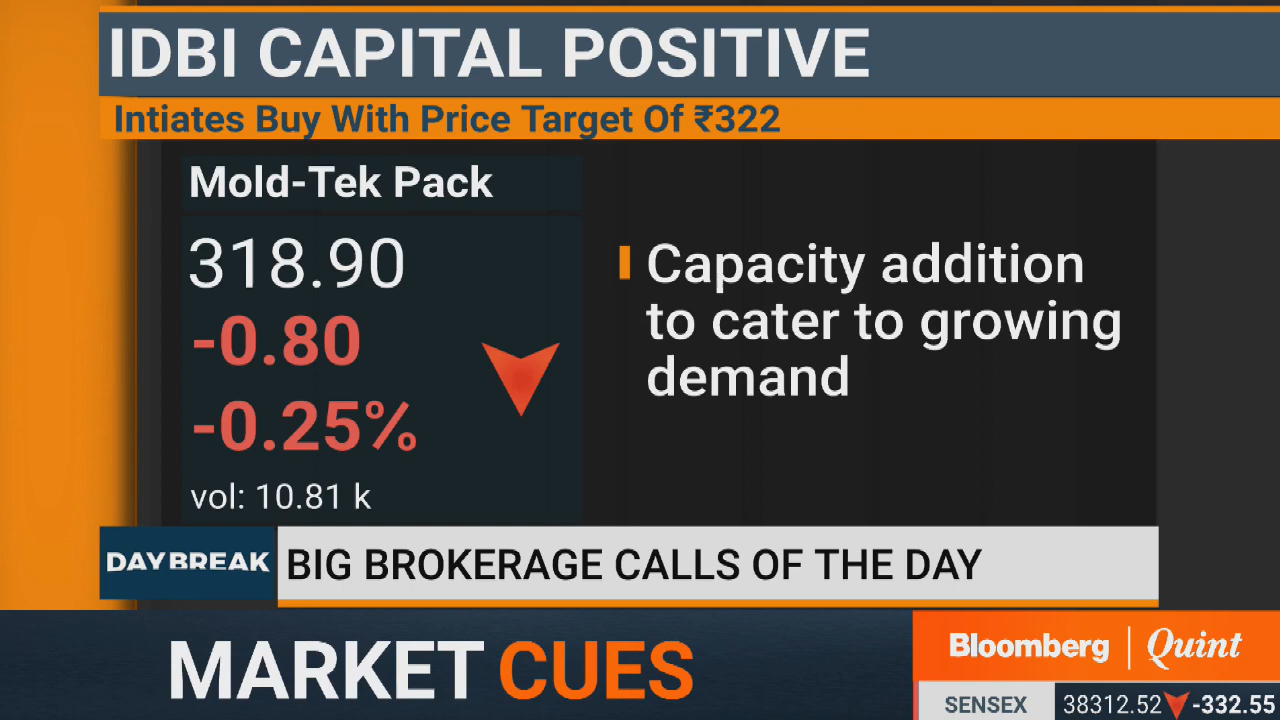 IDBI CAPITAL POSITIVE
Intiates Buy With Price Target Of ₹322
Mold-Tek Pack
318.90
-0.80
-0.25%
vol: 10.81 k
Capacity addition
to cater to growing
demand
DAYBREAK
BIG BROKERAGE CALLS OF THE DAY
MARKET CUES
Bloomberg | Quint
SENSEX 38312.52 -332.55